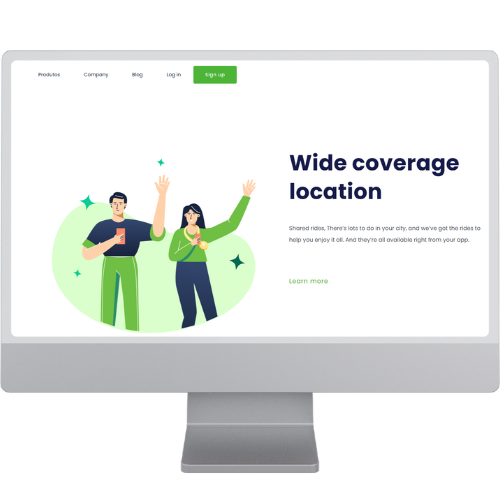 Produtos Company Blog Log in Sign up
Wide coverage
location
Shared rides, There's lots to do in your city, and we've got the rides to
help you enjoy it all. And they're all available right from your app.
Learn more